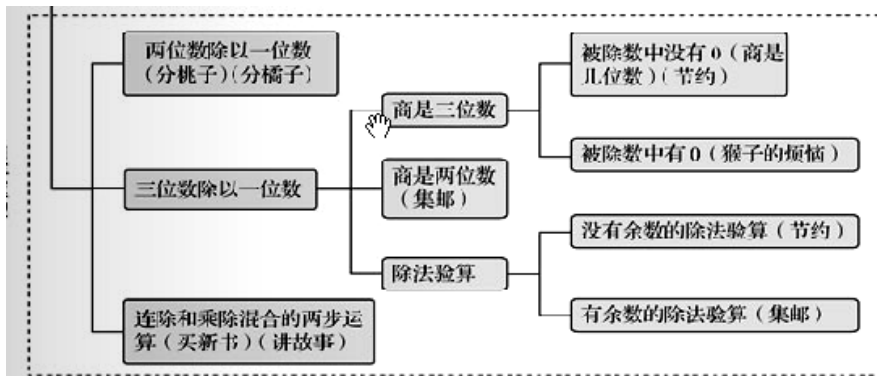 两位数除以一位数
（分桃子）（分橘子）
三位数除以一位数
连除和乘除混合的两步运
算（买新书）（讲故事）
商是三位数
商是两位数
（集邮）
除法验算
被除数中没有0（商是
几位数）（节约）
被除数中有0（猴子的烦恼）
没有余数的除法验算（节约）
有余数的除法验算（集邮）